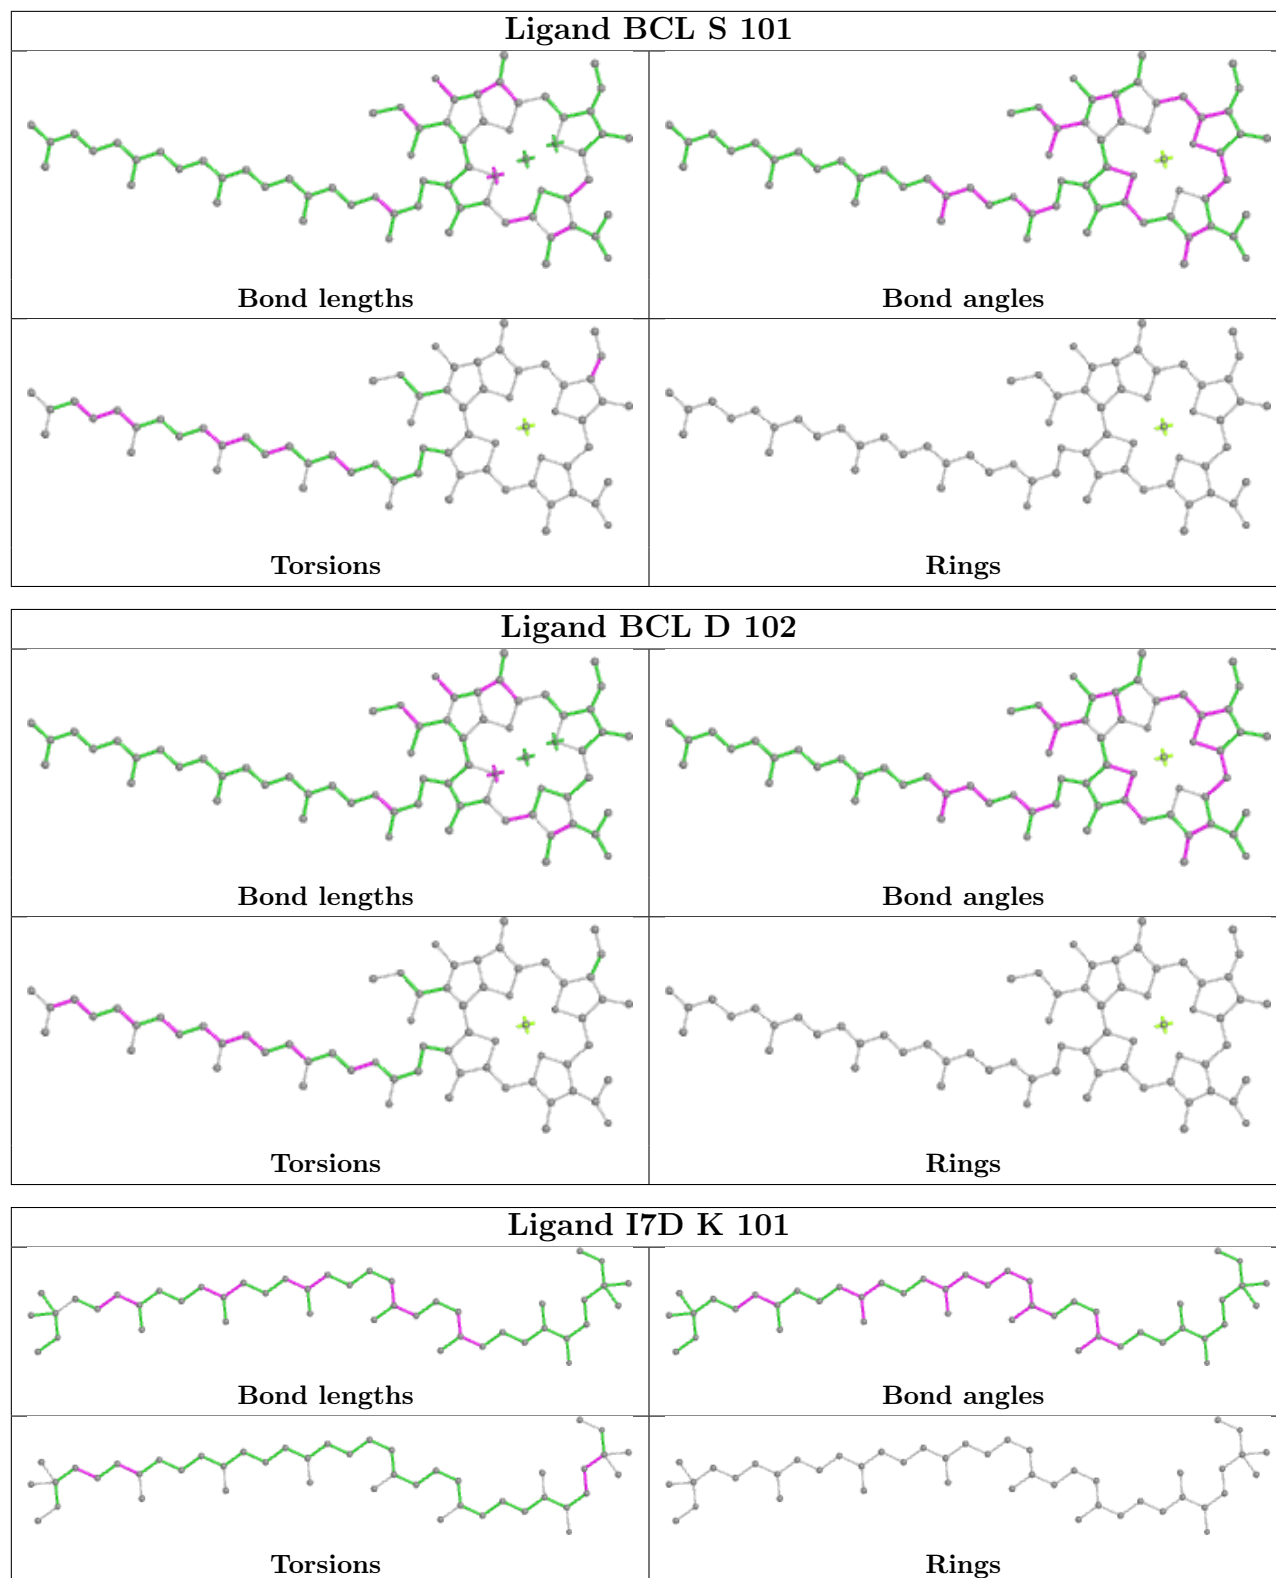 Ligand BCL S 101
Bond lengths
Bond angles
Torsions
Rings
Ligand BCL D 102
Bond lengths
Bond angles
Torsions
Rings
Ligand I7D K 101
Bond lengths
Bond angles
Torsions
Rings